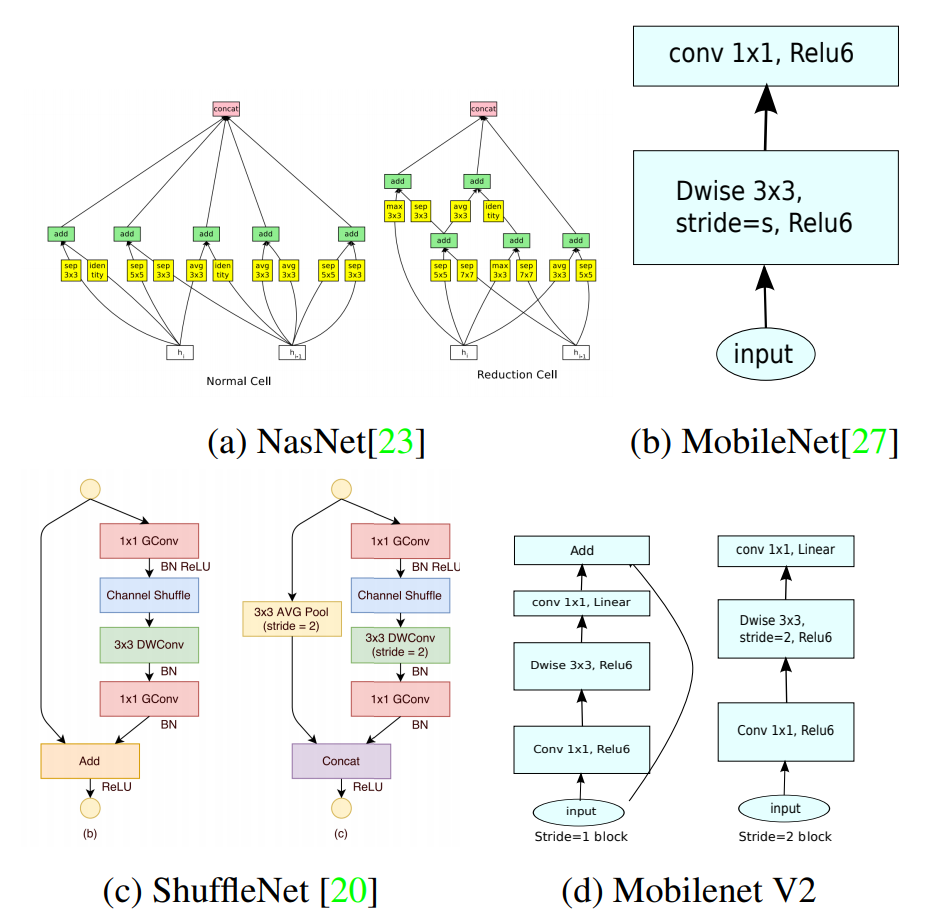 concat
add
add
add
add
add
sep
3x3
iden
tity
sep
5x5
sep
3x3
avg
3x3
iden
tity
avg
3x3
avg
3x3
sep
5x5
sep
3x3
hi
hi-1
Normal Cell
concat
add
add
max
3x3
sep
3x3
avg
3x3
iden
tity
add
add
add
sep
5x5
sep
7x7
max
3x3
sep
7x7
avg
3x3
sep
5x5
hi
hi-1
Reduction Cell
(a) NasNet[23]
conv 1x1, Relu6
Dwise 3x3,
stride=s, Relu6
input
(b) MobileNet[27]
1x1 GConv
BN ReLU
Channel Shuffle
3x3 DWConv
BN
1x1 GConv
BN
Add
ReLU
(b)
1x1 GConv
BN ReLU
Channel Shuffle
3x3 AVG Pool
(stride = 2)
3x3 DWConv
(stride = 2)
BN
1x1 GConv
BN
Concat
ReLU
(c)
(c) ShuffleNet [20]
Add
conv 1x1, Linear
Dwise 3x3, Relu6
Conv 1x1, Relu6
input
Stride=1 block
conv 1x1, Linear
Dwise 3x3,
stride=2, Relu6
Conv 1x1, Relu6
input
Stride=2 block
(d) Mobilenet V2